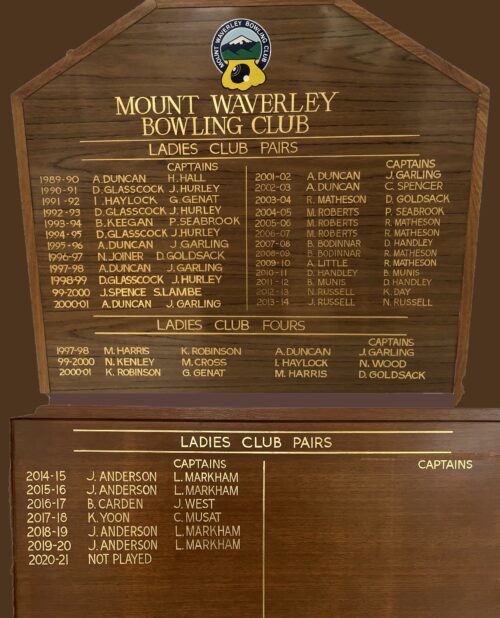 MOUNT WAVERLEY BOWLING CLUB
MOUNT WAVERLEY
BOWLING CLUB
LADIES CLUB PAIRS
CAPTAINS
1989-90 A. DUNCAN H. HALL
1990-91 D. GLASSCOCK J. HURLEY
1991-92 I. HAYLOCK G. GENAT
1992-93 D. GLASSCOCK J. HURLEY
1993-94 B. KEEGAN P. SEABROOK
1994-95 D. GLASSCOCK J. HURLEY
1995-96 A. DUNCAN J. GARLING
1996-97 N. JOINER D. GOLDSACK
1997-98 A. DUNCAN J. GARLING
1998-99 D. GLASSCOCK J. HURLEY
99-2000 J. SPENCE S. LAMBE
2000-01 A. DUNCAN J. GARLING
CAPTAINS
2001-02 A. DUNCAN J. GARLING
2002-03 A. DUNCAN C. SPENCER
2003-04 R. MATHESON D. GOLDSACK
2004-05 M. ROBERTS P. SEABROOK
2005-06 M. ROBERTS R. MATHESON
2006-07 M. ROBERTS R. MATHESON
2007-08 B. BODINNAR D. HANDLEY
2008-09 B. BODINNAR R. MATHESON
2009-10 A. LITTLE R. MATHESON
2010-11 D. HANDLEY B. MUNIS
2011-12 B. MUNIS D. HANDLEY
2012-13 N. RUSSELL K. DAY
2013-14 J. RUSSELL N. RUSSELL
LADIES CLUB FOURS
CAPTAINS
1997-98 M. HARRIS K. ROBINSON A. DUNCAN J. GARLING
99-2000 N. KENLEY M. CROSS I. HAYLOCK N. WOOD
2000-01 K. ROBINSON G. GENAT M. HARRIS D. GOLDSACK
LADIES CLUB PAIRS
CAPTAINS CAPTAINS
2014-15 J. ANDERSON L. MARKHAM
2015-16 J. ANDERSON L. MARKHAM
2016-17 B. CARDEN J. WEST
2017-18 K. YOON C. MUSAT
2018-19 J. ANDERSON L. MARKHAM
2019-20 J. ANDERSON L. MARKHAM
2020-21 NOT PLAYED